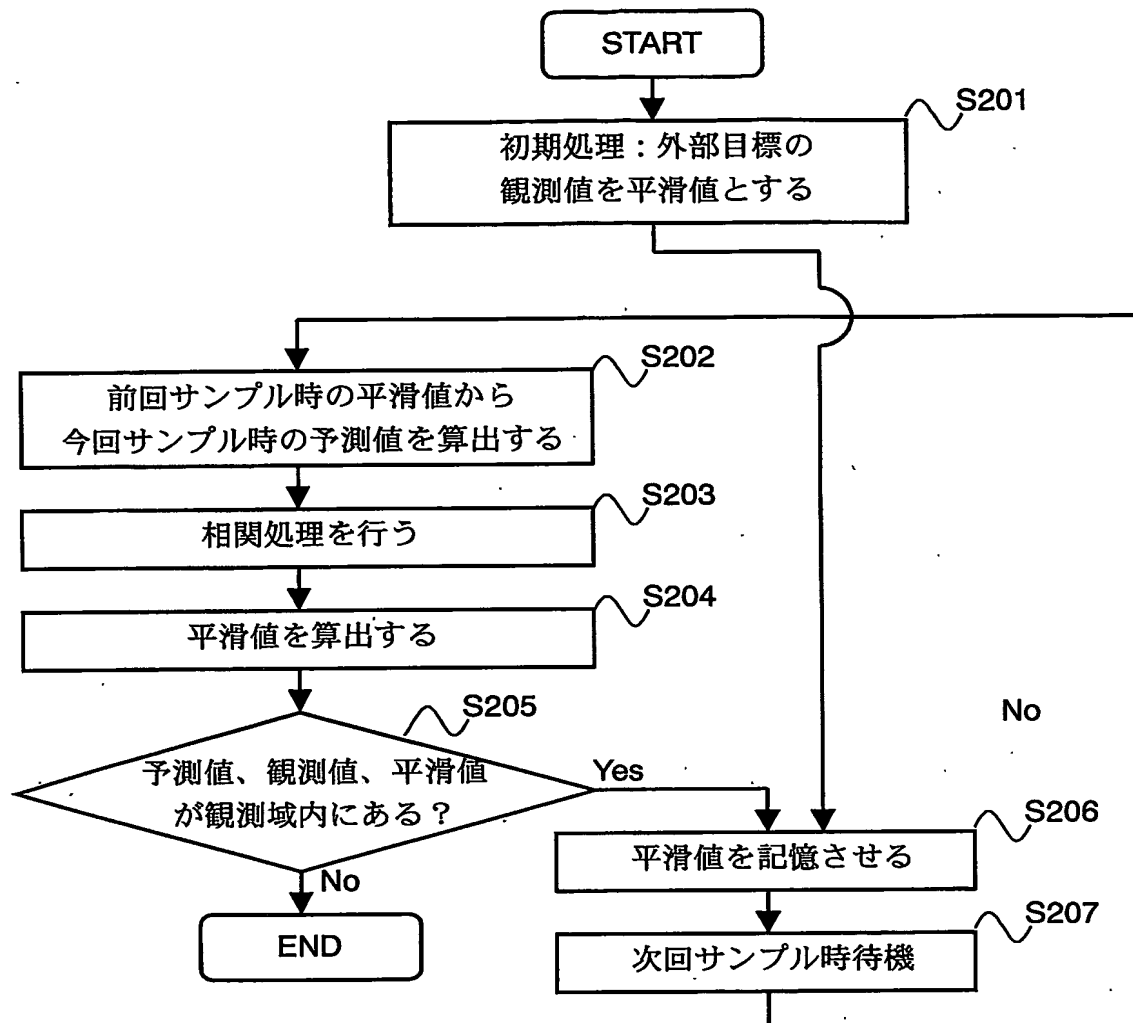 START
S201
初期処理：外部目標の
観測値を平滑値とする
S202
前回サンプル時の平滑値から
今回サンプル時の予測値を算出する
S203
相関処理を行う
S204
平滑値を算出する
S205
予測値、観測値、平滑値
が観測域内にある？
Yes
No
No
END
S206
平滑値を記憶させる
S207
次回サンプル時待機